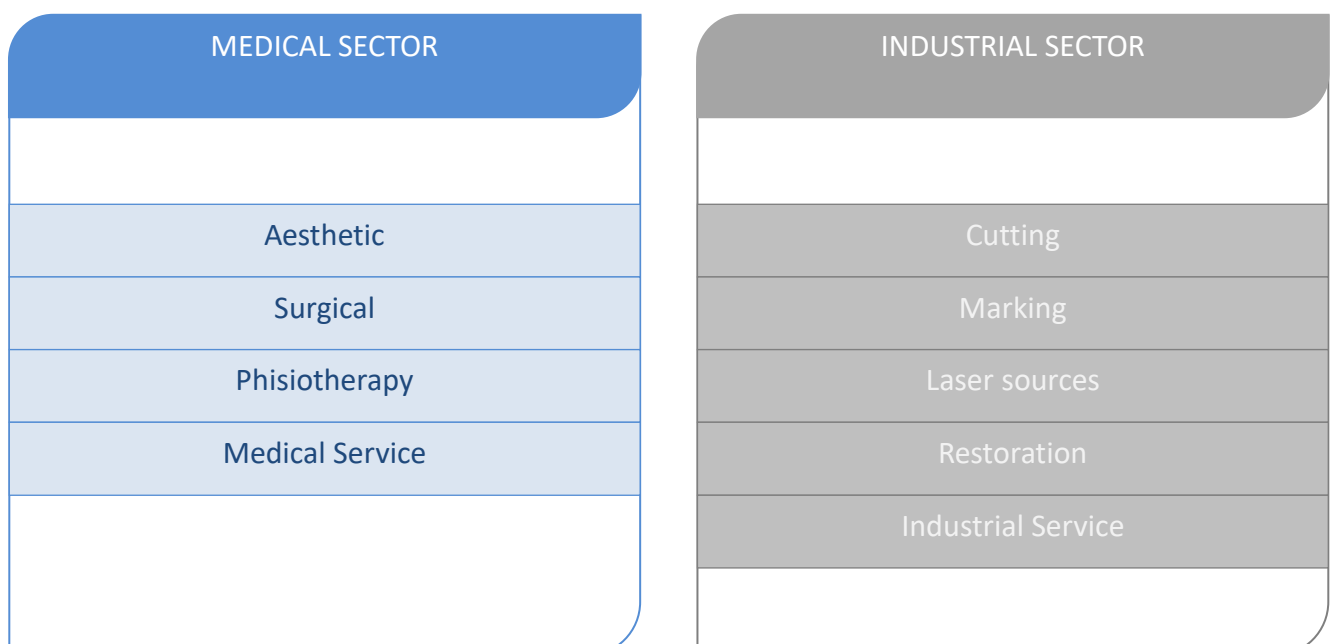 MEDICAL SECTOR
Aesthetic
Surgical
Phisiotherapy
Medical Service
INDUSTRIAL SECTOR
Cutting
Marking
Laser sources
Restoration
Industrial Service